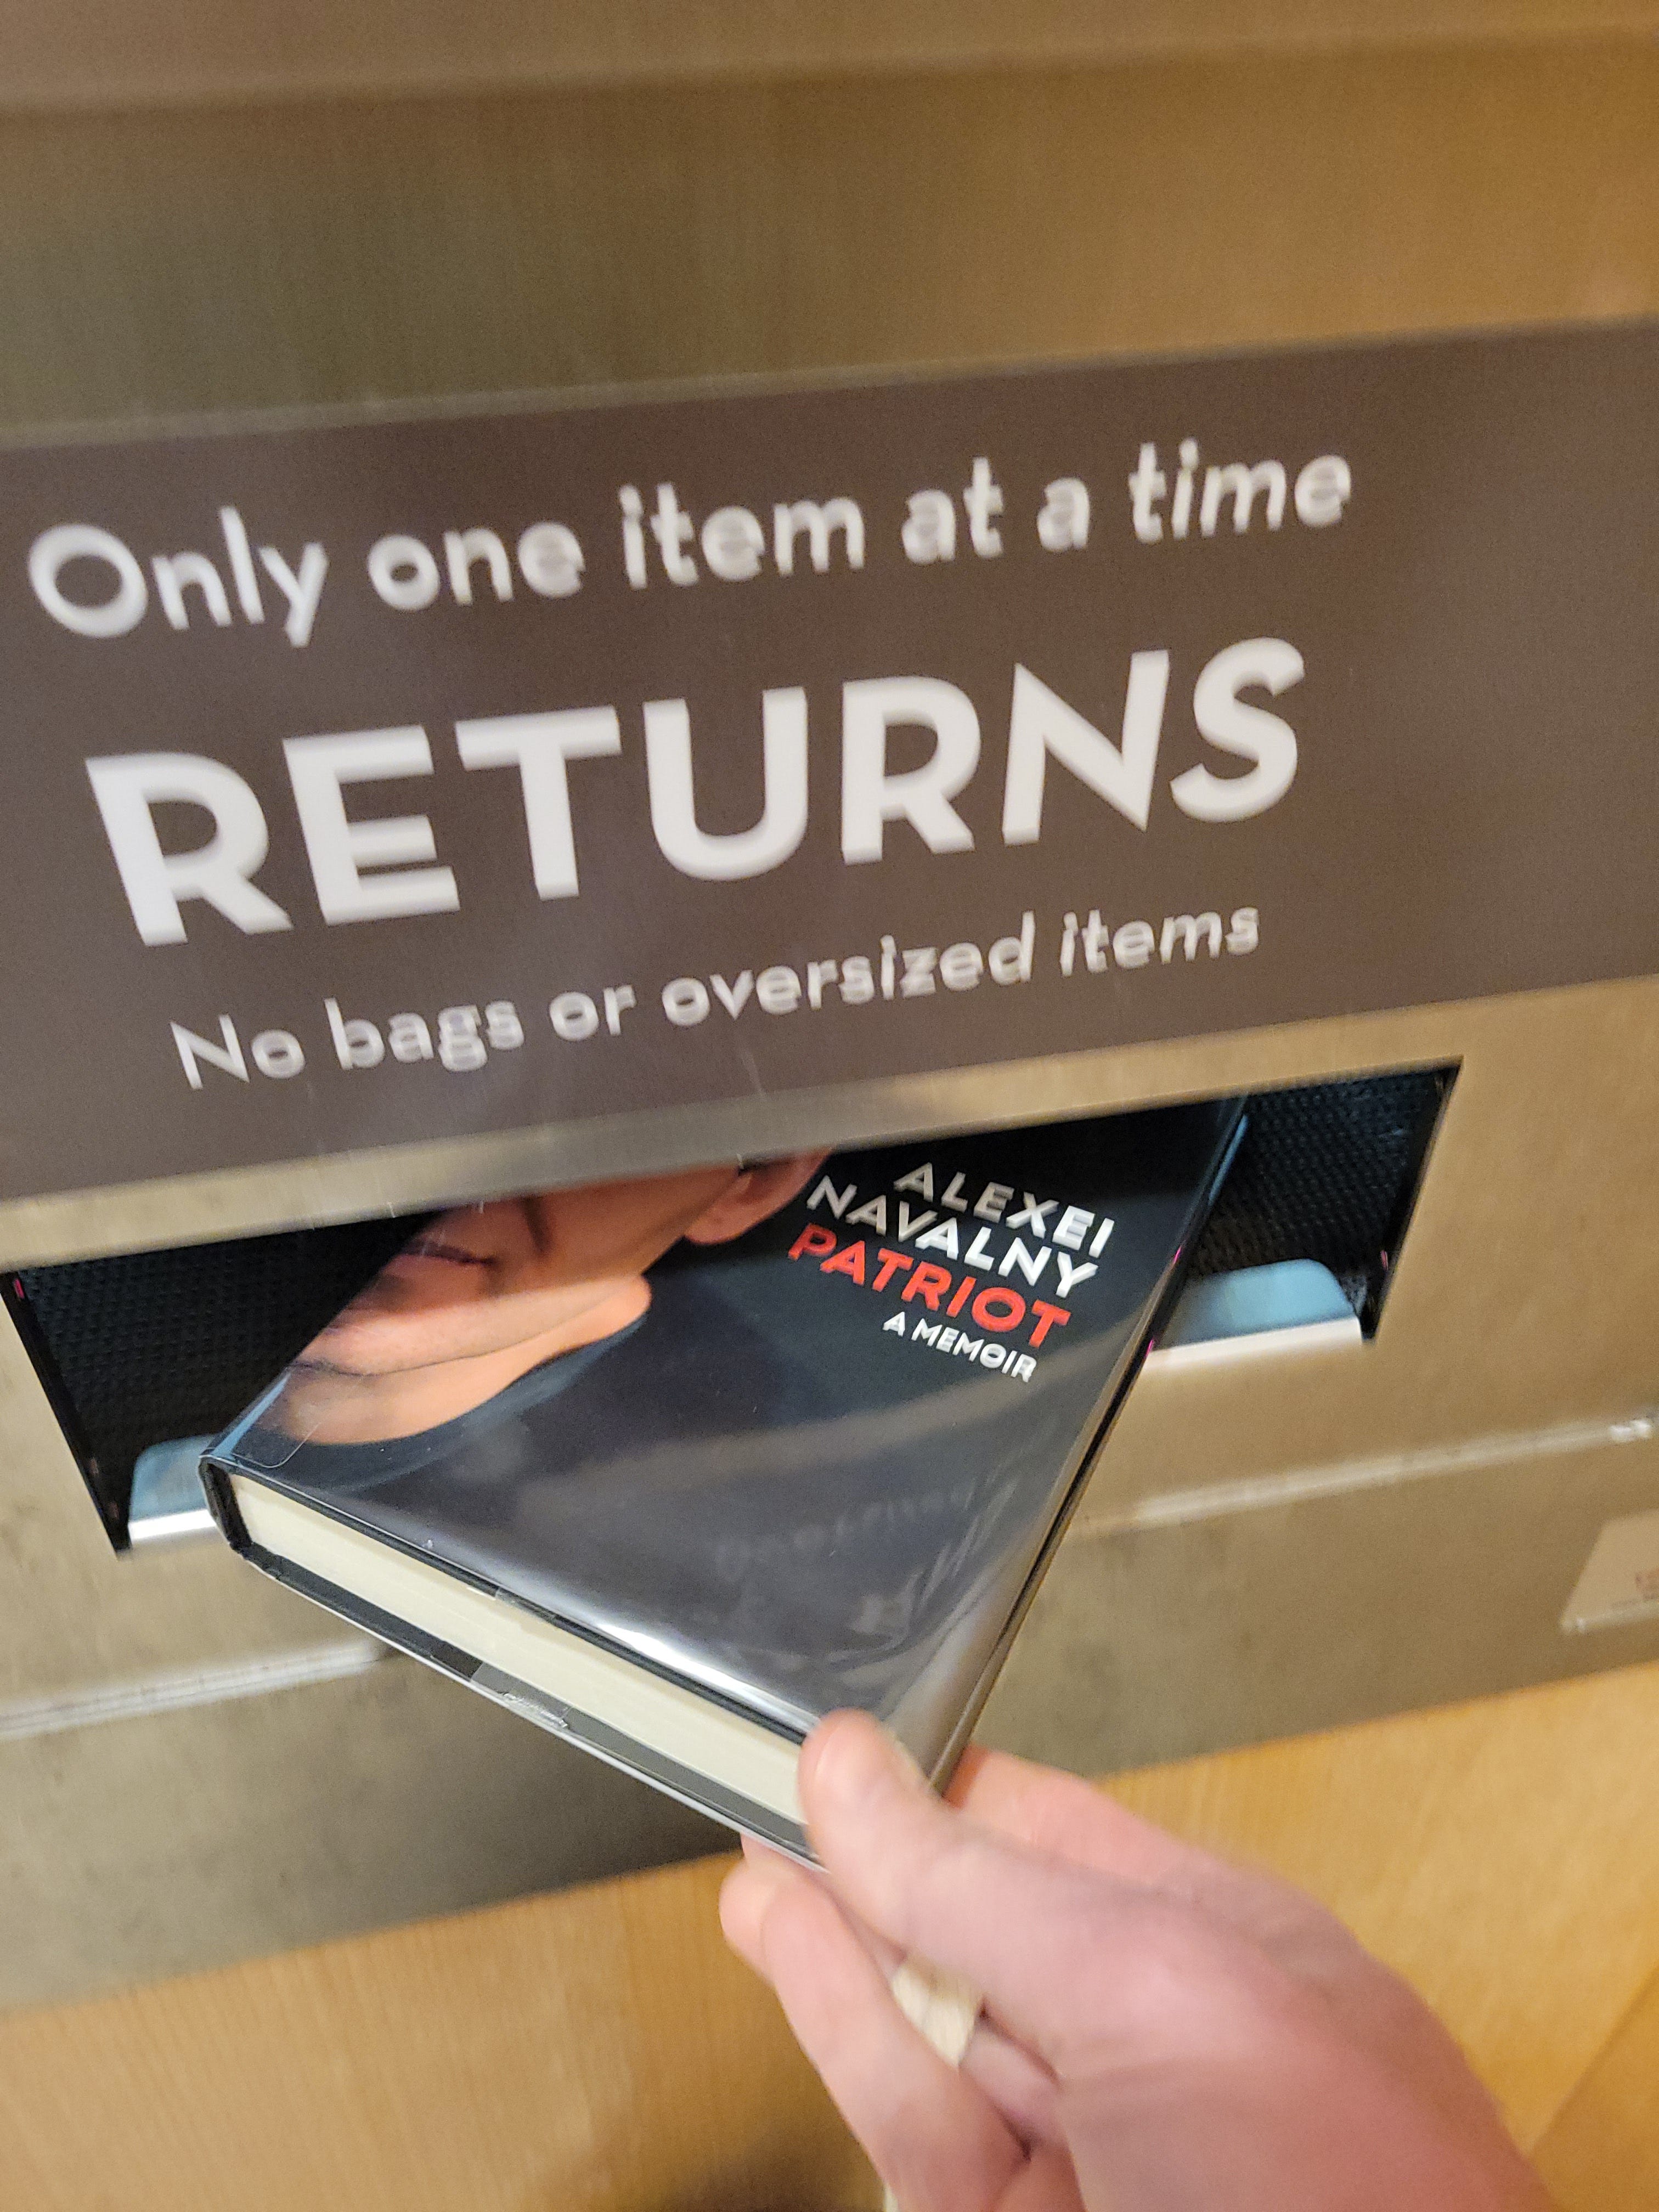 Only one item at a time
RETURNS
No bags or oversized items
ALEXEI
NAVALNY
PATRIOT
A MEMOIR